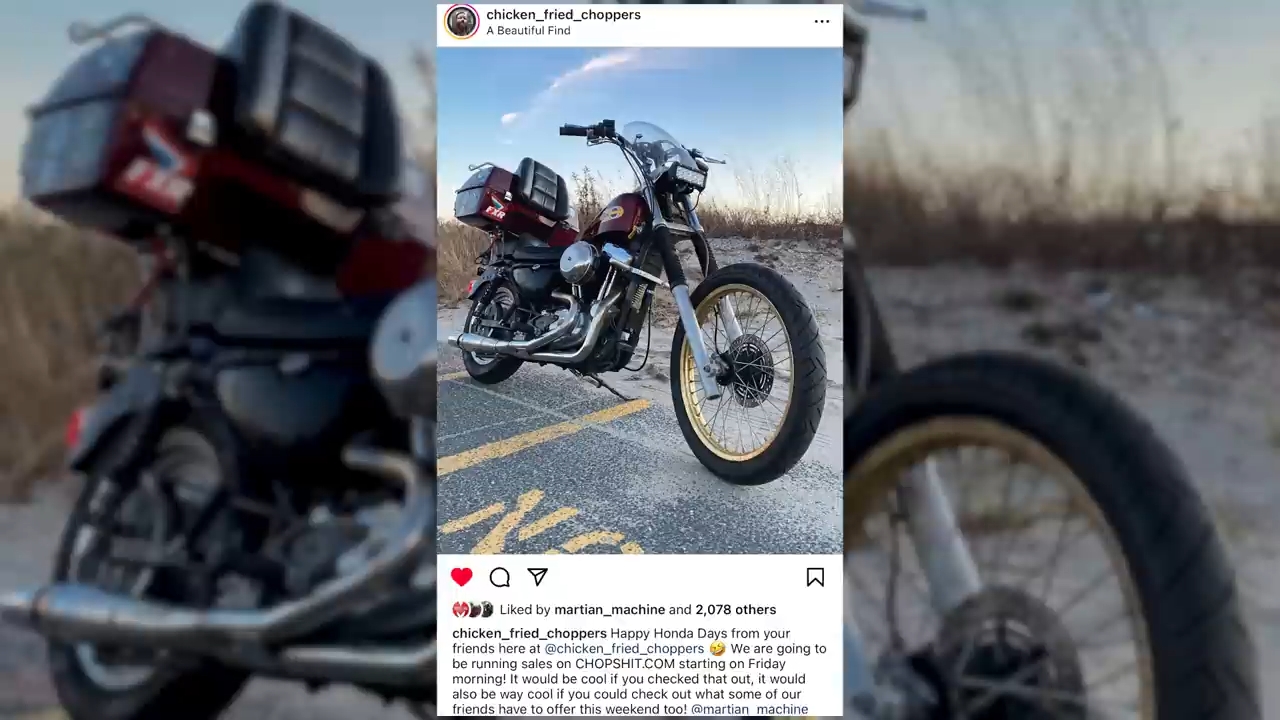 chicken_fried_choppers
A Beautiful Find
FXR
FXR
NO
Liked by martian_machine and 2,078 others
chicken_fried_choppers Happy Honda Days from your
friends here at @chicken_fried_choppers 🤣 We are going to
be running sales on CHOPSHIT.COM starting on Friday
morning! It would be cool if you checked that out, it would
also be way cool if you could check out what some of our
friends have to offer this weekend too! @martian_machine